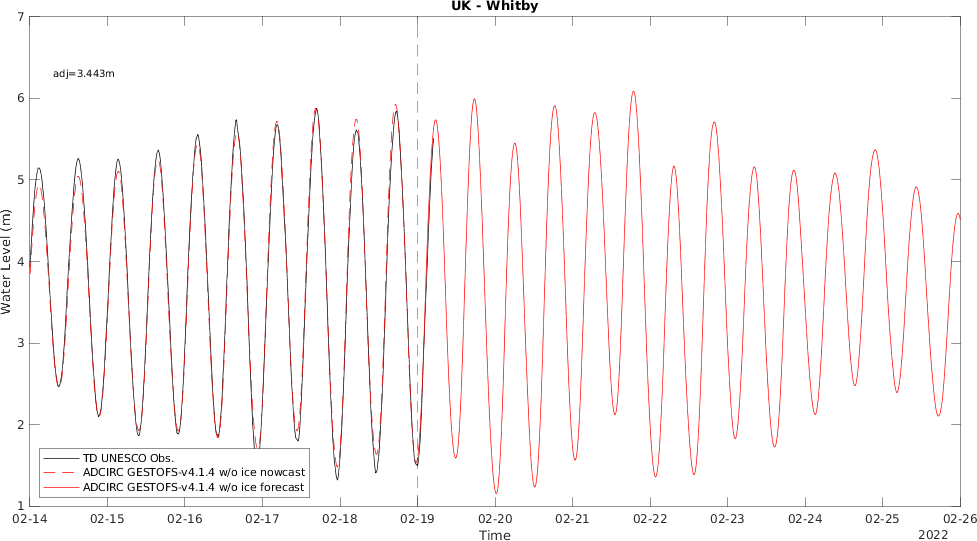 UK - Whitby
7
adj=3.443m
6
5
4
3
2
1
Water Level (m)
TD UNESCO Obs.
ADCIRC GESTOFS-v4.1.4 w/o ice nowcast
ADCIRC GESTOFS-v4.1.4 w/o ice forecast
02-14 02-15 02-16 02-17 02-18 02-19 02-20 02-21 02-22 02-23 02-24 02-25 02-26
Time
2022